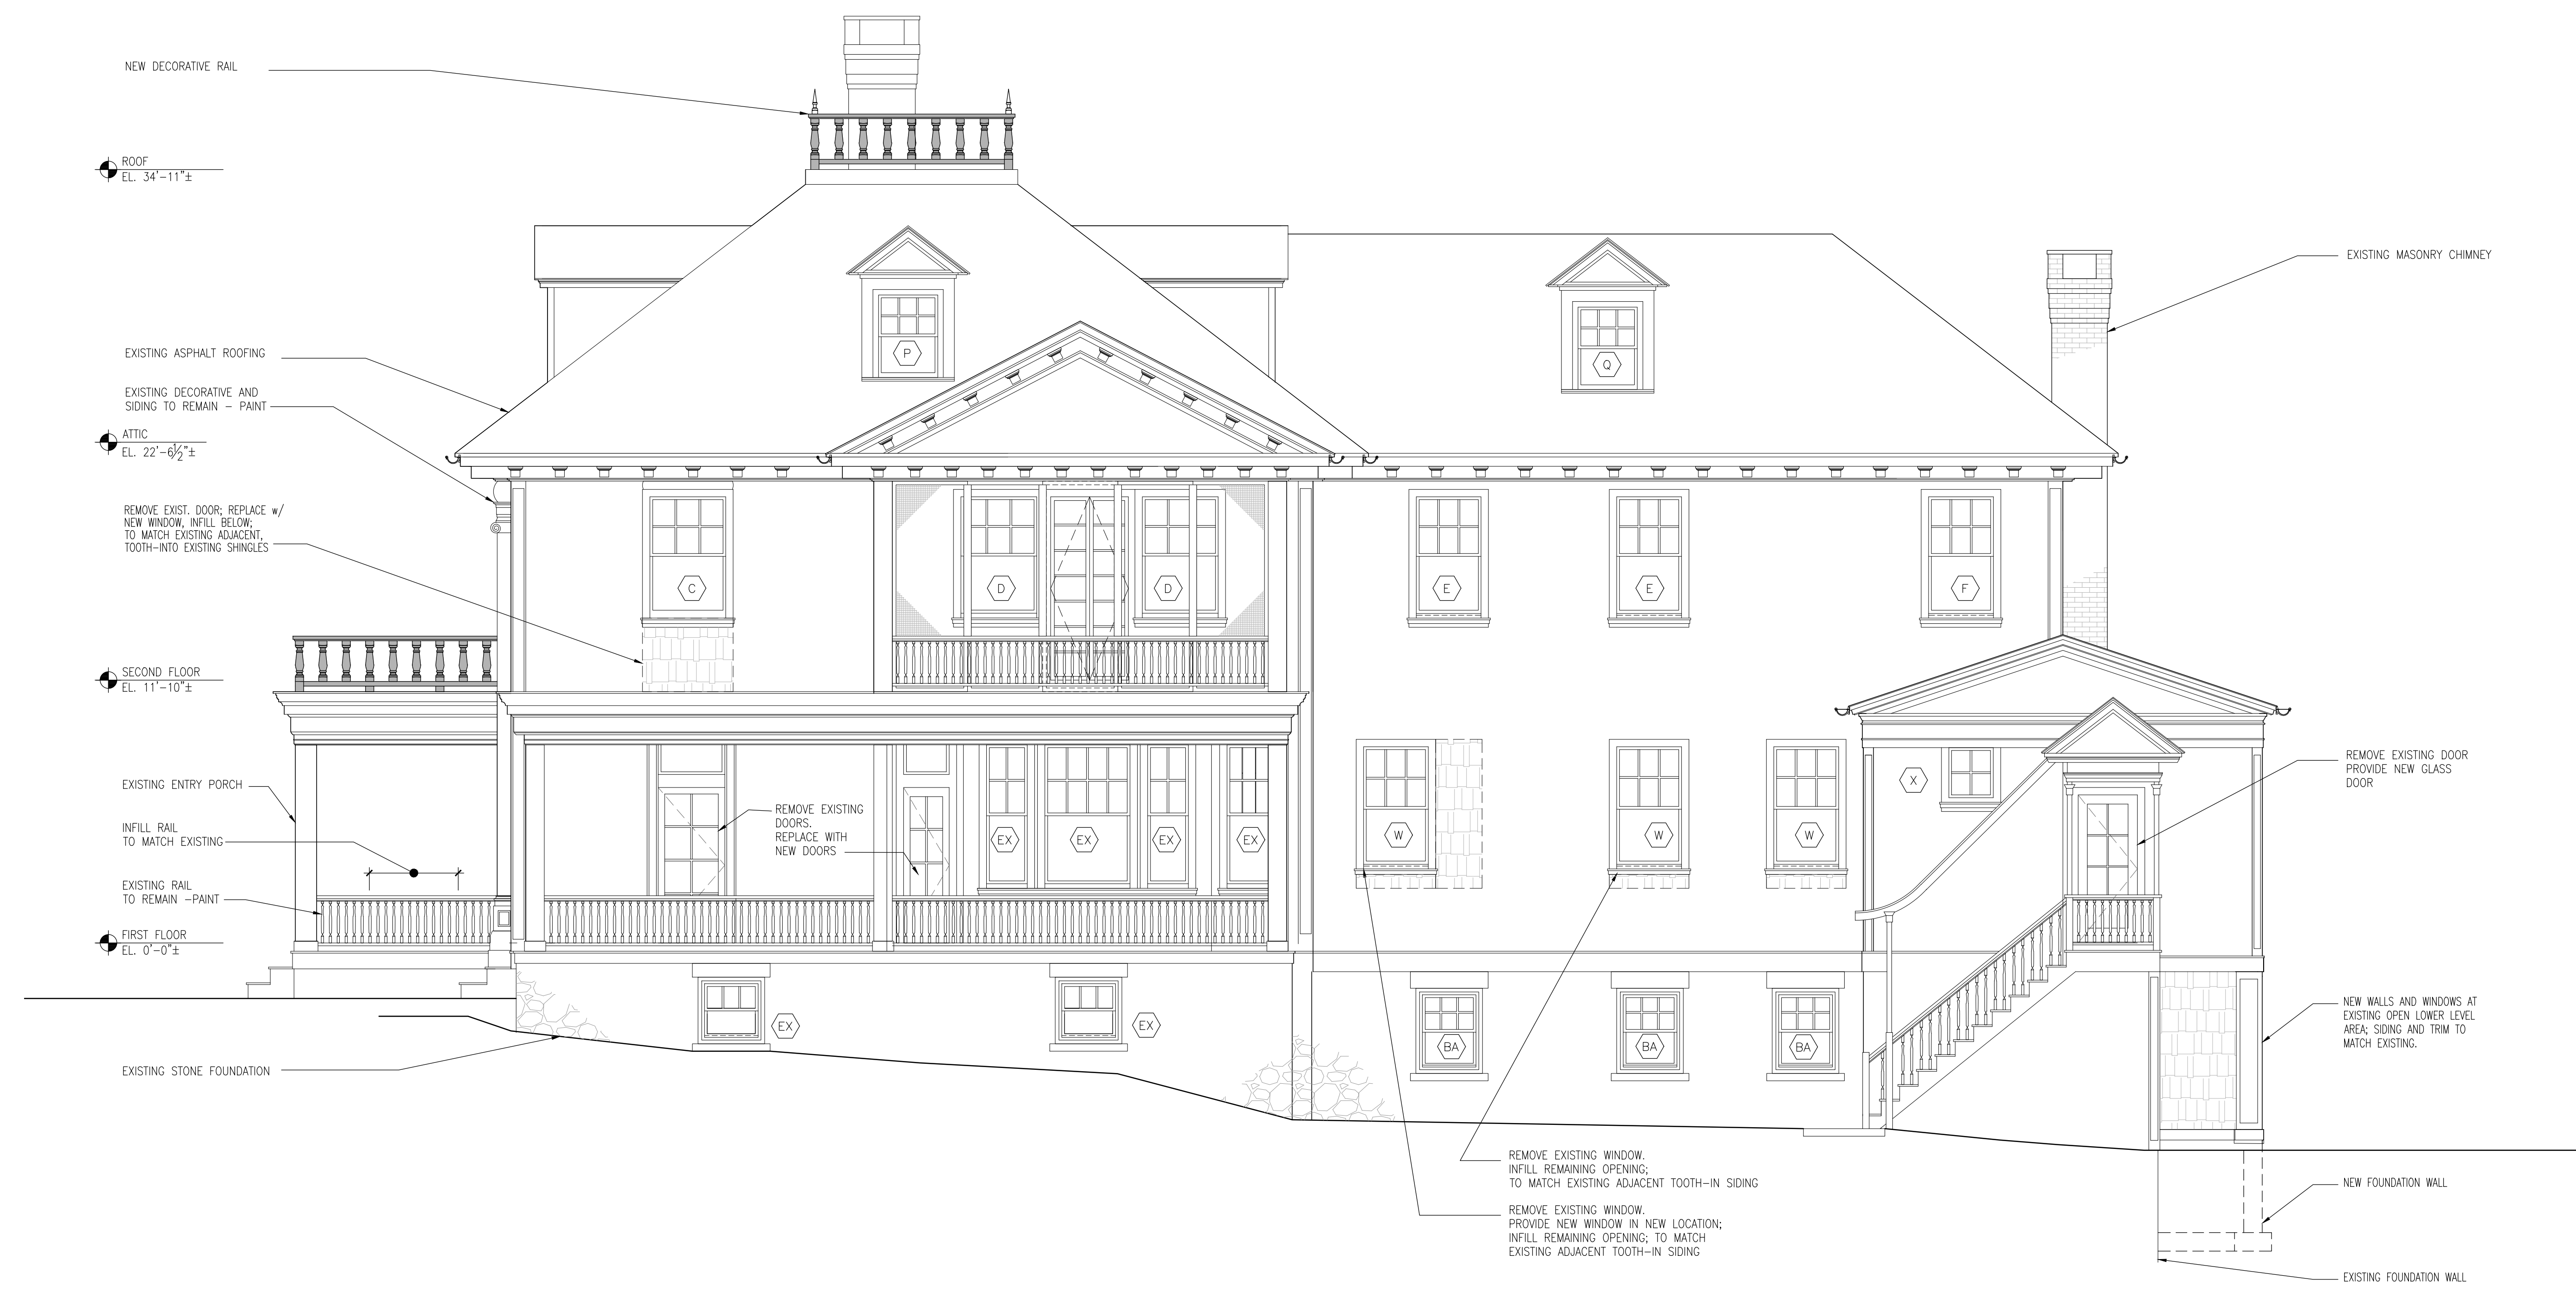 NEW DECORATIVE RAIL
ROOF
EL. 34'-11"±
EXISTING MASONRY CHIMNEY
EXISTING ASPHALT ROOFING
EXISTING DECORATIVE AND
SIDING TO REMAIN - PAINT
ATTIC
EL. 22'-6 1/2"±
REMOVE EXIST. DOOR; REPLACE w/
NEW WINDOW, INFILL BELOW;
TO MATCH EXISTING ADJACENT,
TOOTH-INTO EXISTING SHINGLES
SECOND FLOOR
EL. 11'-10"±
EXISTING ENTRY PORCH
INFILL RAIL
TO MATCH EXISTING
EXISTING RAIL
TO REMAIN -PAINT
FIRST FLOOR
EL. 0'-0"±
EXISTING STONE FOUNDATION
P
Q
C
D
D
E
E
F
REMOVE EXISTING
DOORS.
REPLACE WITH
NEW DOORS
EX
EX
EX
EX
W
W
W
X
REMOVE EXISTING DOOR
PROVIDE NEW GLASS
DOOR
EX
EX
BA
BA
BA
NEW WALLS AND WINDOWS AT
EXISTING OPEN LOWER LEVEL
AREA; SIDING AND TRIM TO
MATCH EXISTING.
REMOVE EXISTING WINDOW.
INFILL REMAINING OPENING;
TO MATCH EXISTING ADJACENT TOOTH-IN SIDING
REMOVE EXISTING WINDOW.
PROVIDE NEW WINDOW IN NEW LOCATION;
INFILL REMAINING OPENING; TO MATCH
EXISTING ADJACENT TOOTH-IN SIDING
NEW FOUNDATION WALL
EXISTING FOUNDATION WALL